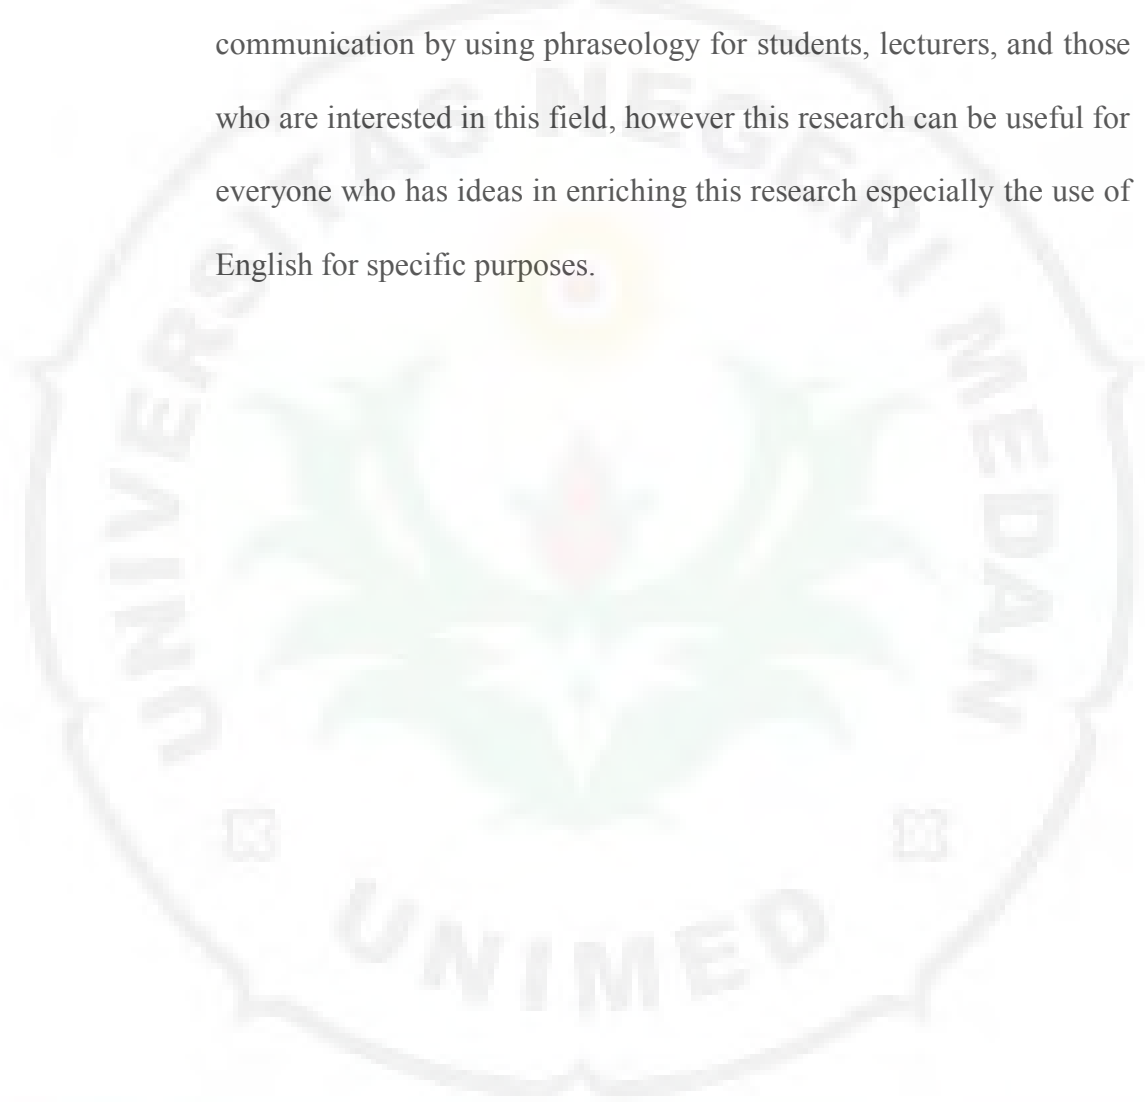 communication by using phraseology for students, lecturers, and those
who are interested in this field, however this research can be useful for
everyone who has ideas in enriching this research especially the use of
English for specific purposes.
UNIVERSITAS NEGERI MEDAN
UNIMED